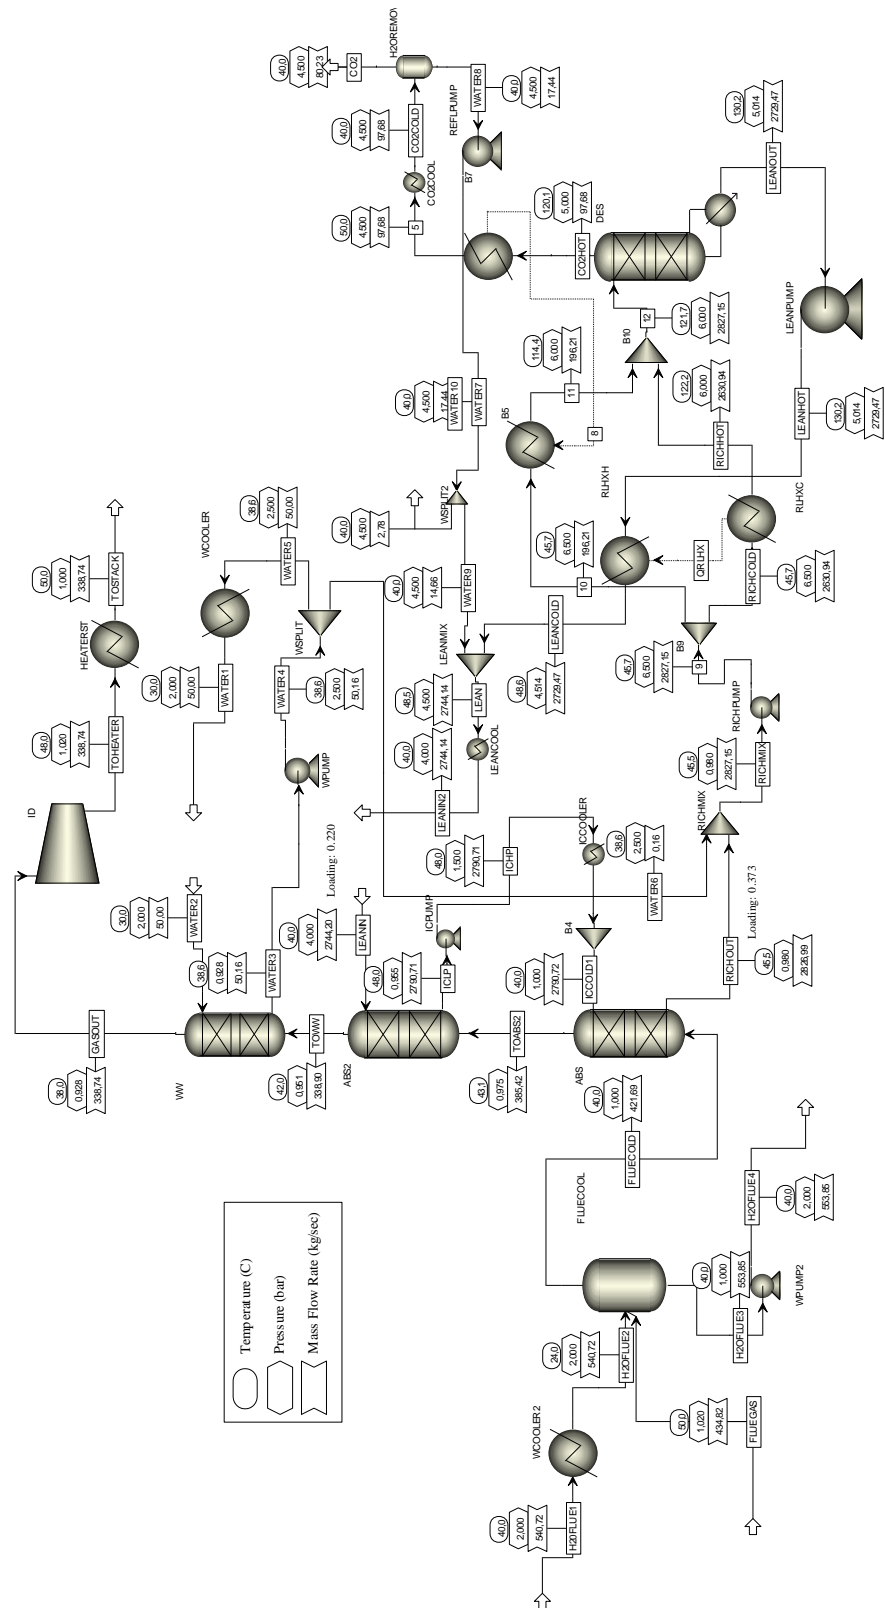 H2OREMOV
CO2
40,0
4,500
80,23
CO2COLD
40,0
4,500
97,68
CO2COOL
5
50,0
4,500
97,68
WATER8
40,0
4,500
17,44
REFLPUMP
B7
CO2HOT
120,1
5,000
97,68
DES
LEANOUT
130,2
5,014
2729,47
LEANPUMP
LEANHOT
130,2
5,014
2729,47
B10
12
121,7
6,000
2827,15
11
114,4
6,000
196,21
B5
8
RICHHOT
122,2
6,000
2630,94
RLHXH
RLHXC
QRLHX
10
45,7
6,500
196,21
RICHCOLD
45,7
6,500
2630,94
B9
9
45,7
6,500
2827,15
RICHPUMP
RICHMIX
45,5
0,980
2827,15
RICHMIX
WATER10
WATER7
40,0
4,500
17,44
WSPLIT2
40,0
4,500
2,78
WATER9
40,0
4,500
14,66
LEANMIX
LEANCOLD
48,6
4,514
2729,47
LEAN
48,5
4,500
2744,14
LEANCOOL
LEANIN2
40,0
4,000
2744,14
TOSTACK
50,0
1,000
338,74
HEATERST
TOHEATER
48,0
1,020
338,74
ID
WCOOLER
WATER5
38,6
2,500
50,00
WATER1
30,0
2,000
50,00
WSPLIT
WATER4
38,6
2,500
50,16
WPUMP
WATER2
30,0
2,000
50,00
WATER3
38,6
0,928
50,16
Loading: 0.220
LEANIN
40,0
4,000
2744,20
ICPUMP
ICHP
48,0
1,500
2790,71
ICLP
48,0
0,955
2790,71
ICCOOLER
WATER6
38,6
2,500
0,16
B4
ICCOLD1
40,0
1,000
2790,72
Loading: 0.373
RICHOUT
45,5
0,980
2826,99
GASOUT
38,0
0,928
338,74
WW
TOWW
42,0
0,951
338,90
ABS2
TOABS2
43,1
0,975
385,42
ABS
FLUECOLD
40,0
1,000
421,69
FLUECOOL
H2OFLUE4
40,0
2,000
553,85
WPUMP2
H2OFLUE3
40,0
1,000
553,85
H2OFLUE2
24,0
2,000
540,72
WCOOLER2
H2OFLUE1
40,0
2,000
540,72
FLUEGAS
50,0
1,020
434,82
Temperature (C)
Pressure (bar)
Mass Flow Rate (kg/sec)